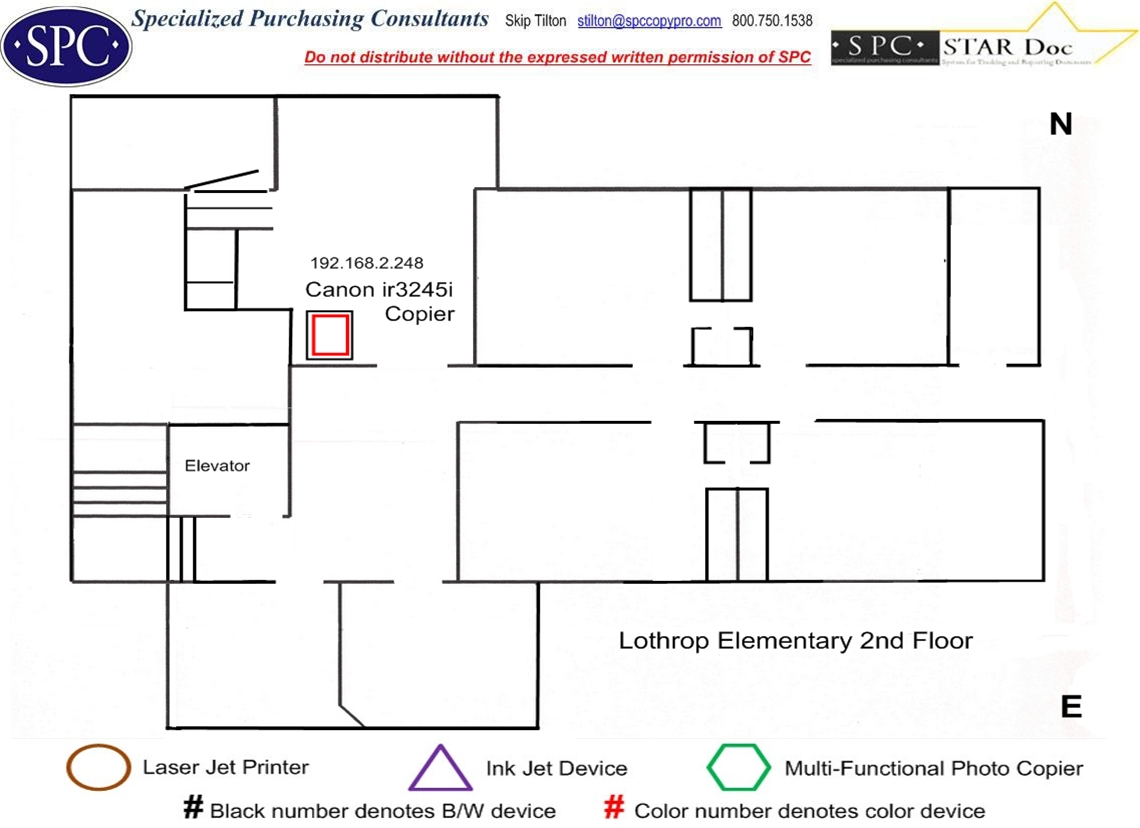 Specialized Purchasing Consultants Skip Tilton stilton@spccopypro.com 800.750.1538
·SPC·
Do not distribute without the expressed written permission of SPC
· S P C · STAR Doc
specialized purchasing consultants System for Tracking and Reporting Documents
N
192.168.2.248
Canon ir3245i
Copier
Elevator
Lothrop Elementary 2nd Floor
E
Laser Jet Printer Ink Jet Device Multi-Functional Photo Copier
# Black number denotes B/W device # Color number denotes color device